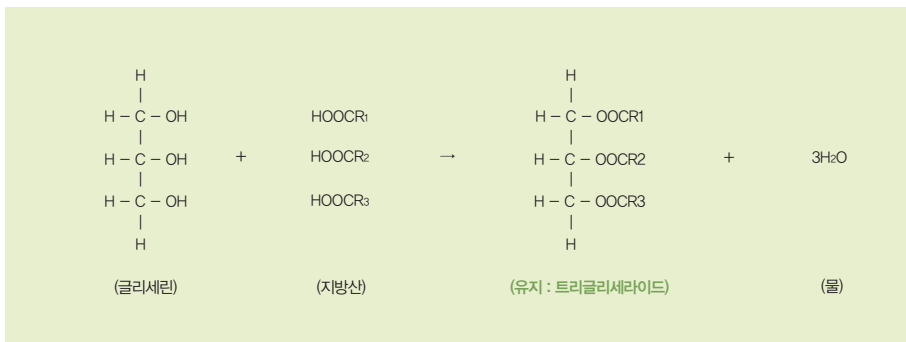 H
|
H – C – OH HOOCR₁
|
H – C – OH + HOOCR₂
|
H – C – OH HOOCR₃
|
H
→
H
|
H – C – OOCR1
|
H – C – OOCR2 + 3H₂O
|
H – C – OOCR3
|
H
(글리세린) (지방산) (유지 : 트리글리세라이드) (물)